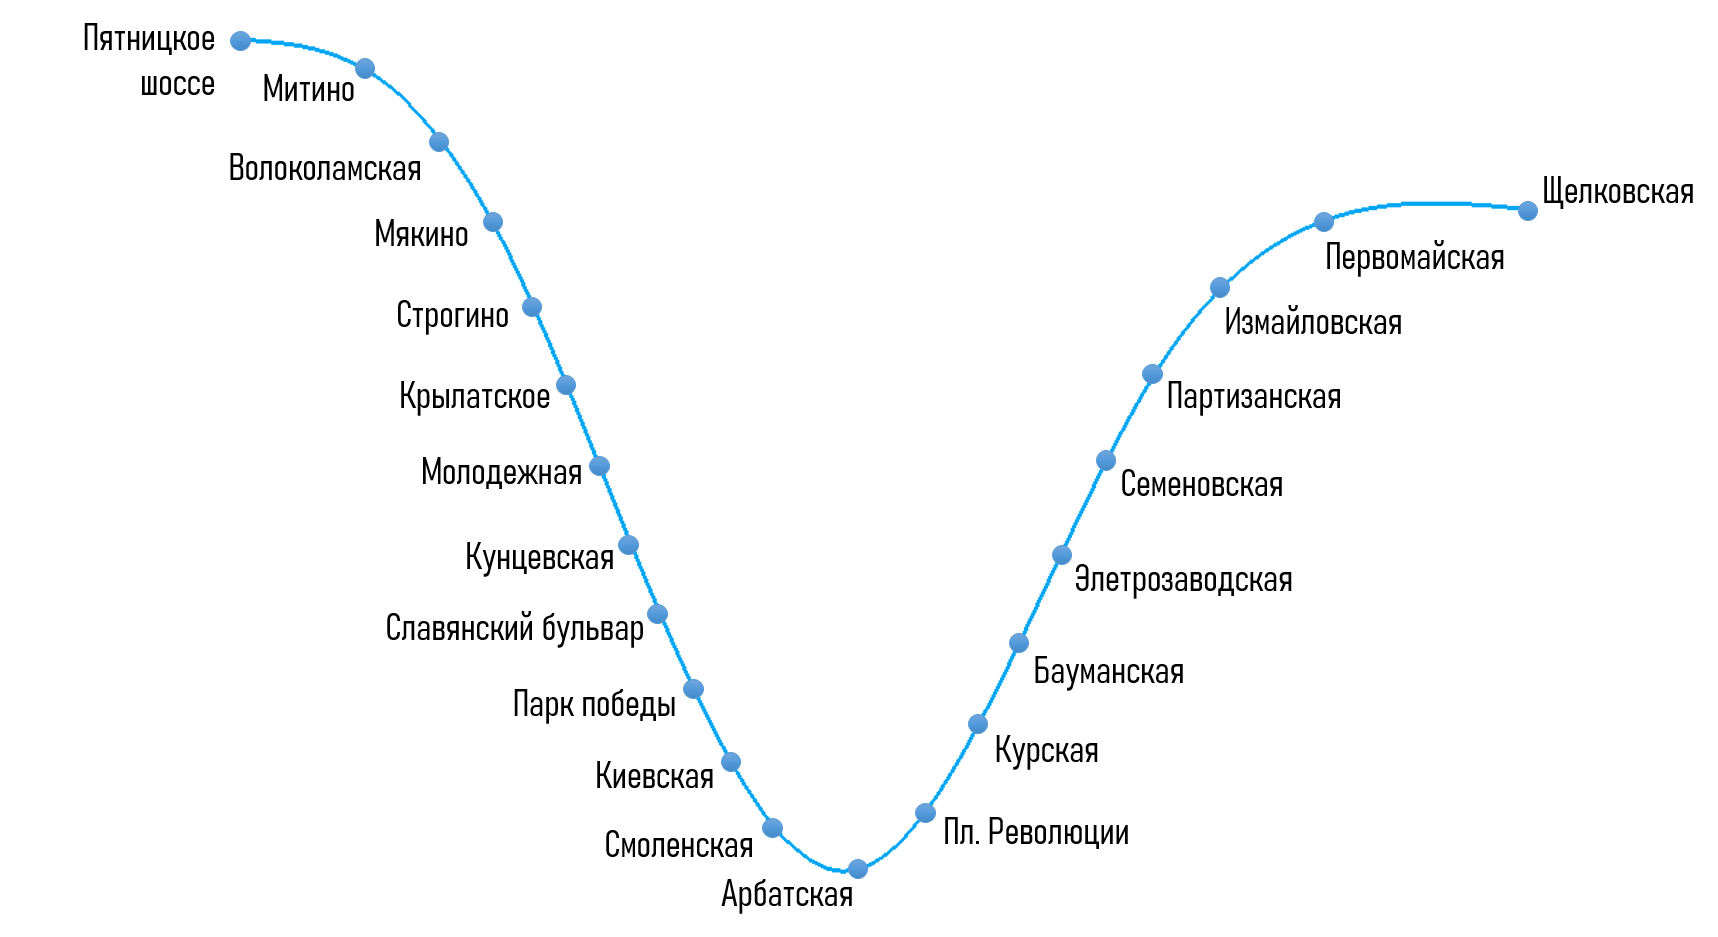 Пятницкое
шоссе
Митино
Волоколамская
Мякино
Строгино
Крылатское
Молодежная
Кунцевская
Славянский бульвар
Парк победы
Киевская
Смоленская
Арбатская
Пл. Революции
Курская
Бауманская
Элетрозаводская
Семеновская
Партизанская
Измайловская
Первомайская
Щелковская